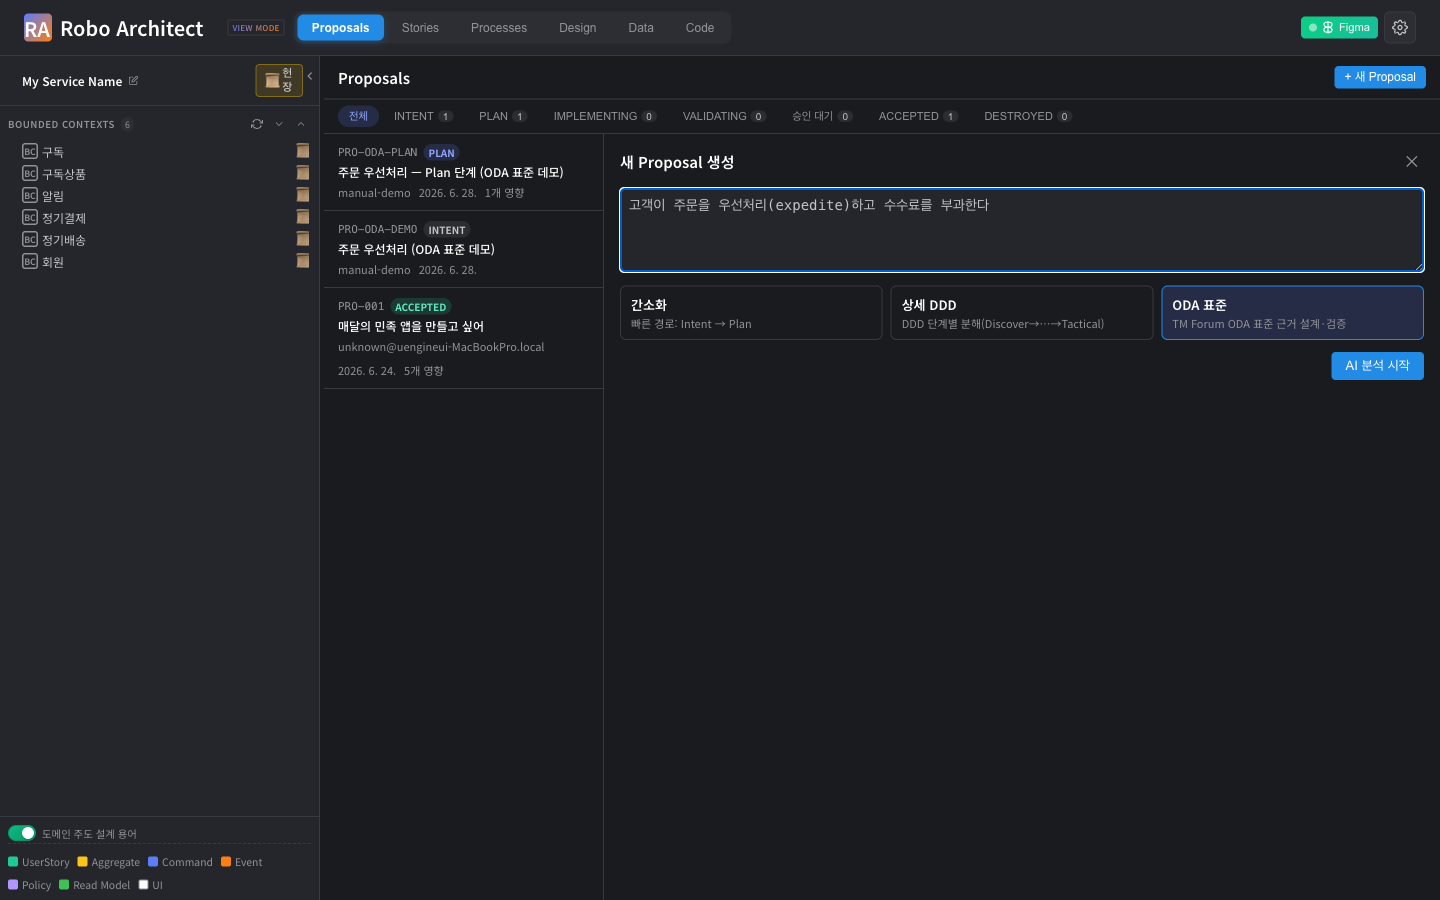 RA Robo Architect VIEW MODE Proposals Stories Processes Design Data Code Figma
My Service Name 헌장
Proposals + 새 Proposal
BOUNDED CONTEXTS 6
전체 INTENT 1 PLAN 1 IMPLEMENTING 0 VALIDATING 0 승인 대기 0 ACCEPTED 1 DESTROYED 0
BC 구독
BC 구독상품
BC 알림
BC 정기결제
BC 정기배송
BC 회원
PRO-ODA-PLAN PLAN
주문 우선처리 — Plan 단계 (ODA 표준 데모)
manual-demo 2026. 6. 28. 1개 영향
PRO-ODA-DEMO INTENT
주문 우선처리 (ODA 표준 데모)
manual-demo 2026. 6. 28.
PRO-001 ACCEPTED
매달의 민족 앱을 만들고 싶어
unknown@uengineui-MacBookPro.local
2026. 6. 24. 5개 영향
새 Proposal 생성
고객이 주문을 우선처리(expedite)하고 수수료를 부과한다
간소화
빠른 경로: Intent → Plan
상세 DDD
DDD 단계별 분해(Discover→…→Tactical)
ODA 표준
TM Forum ODA 표준 근거 설계·검증
AI 분석 시작
도메인 주도 설계 용어
UserStory Aggregate Command Event
Policy Read Model UI